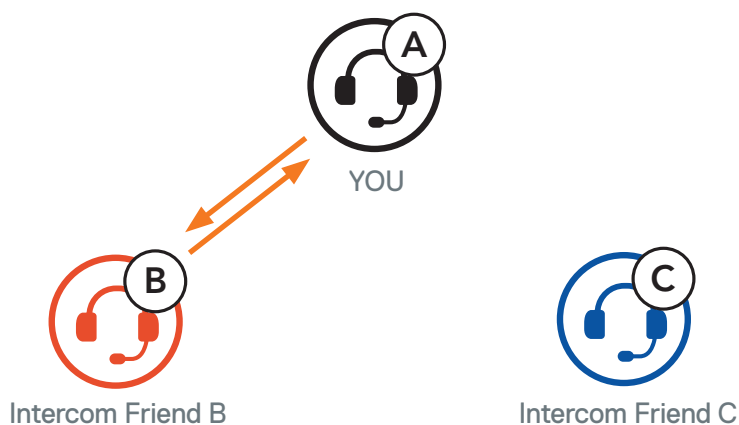 A
YOU
B
C
Intercom Friend B
Intercom Friend C